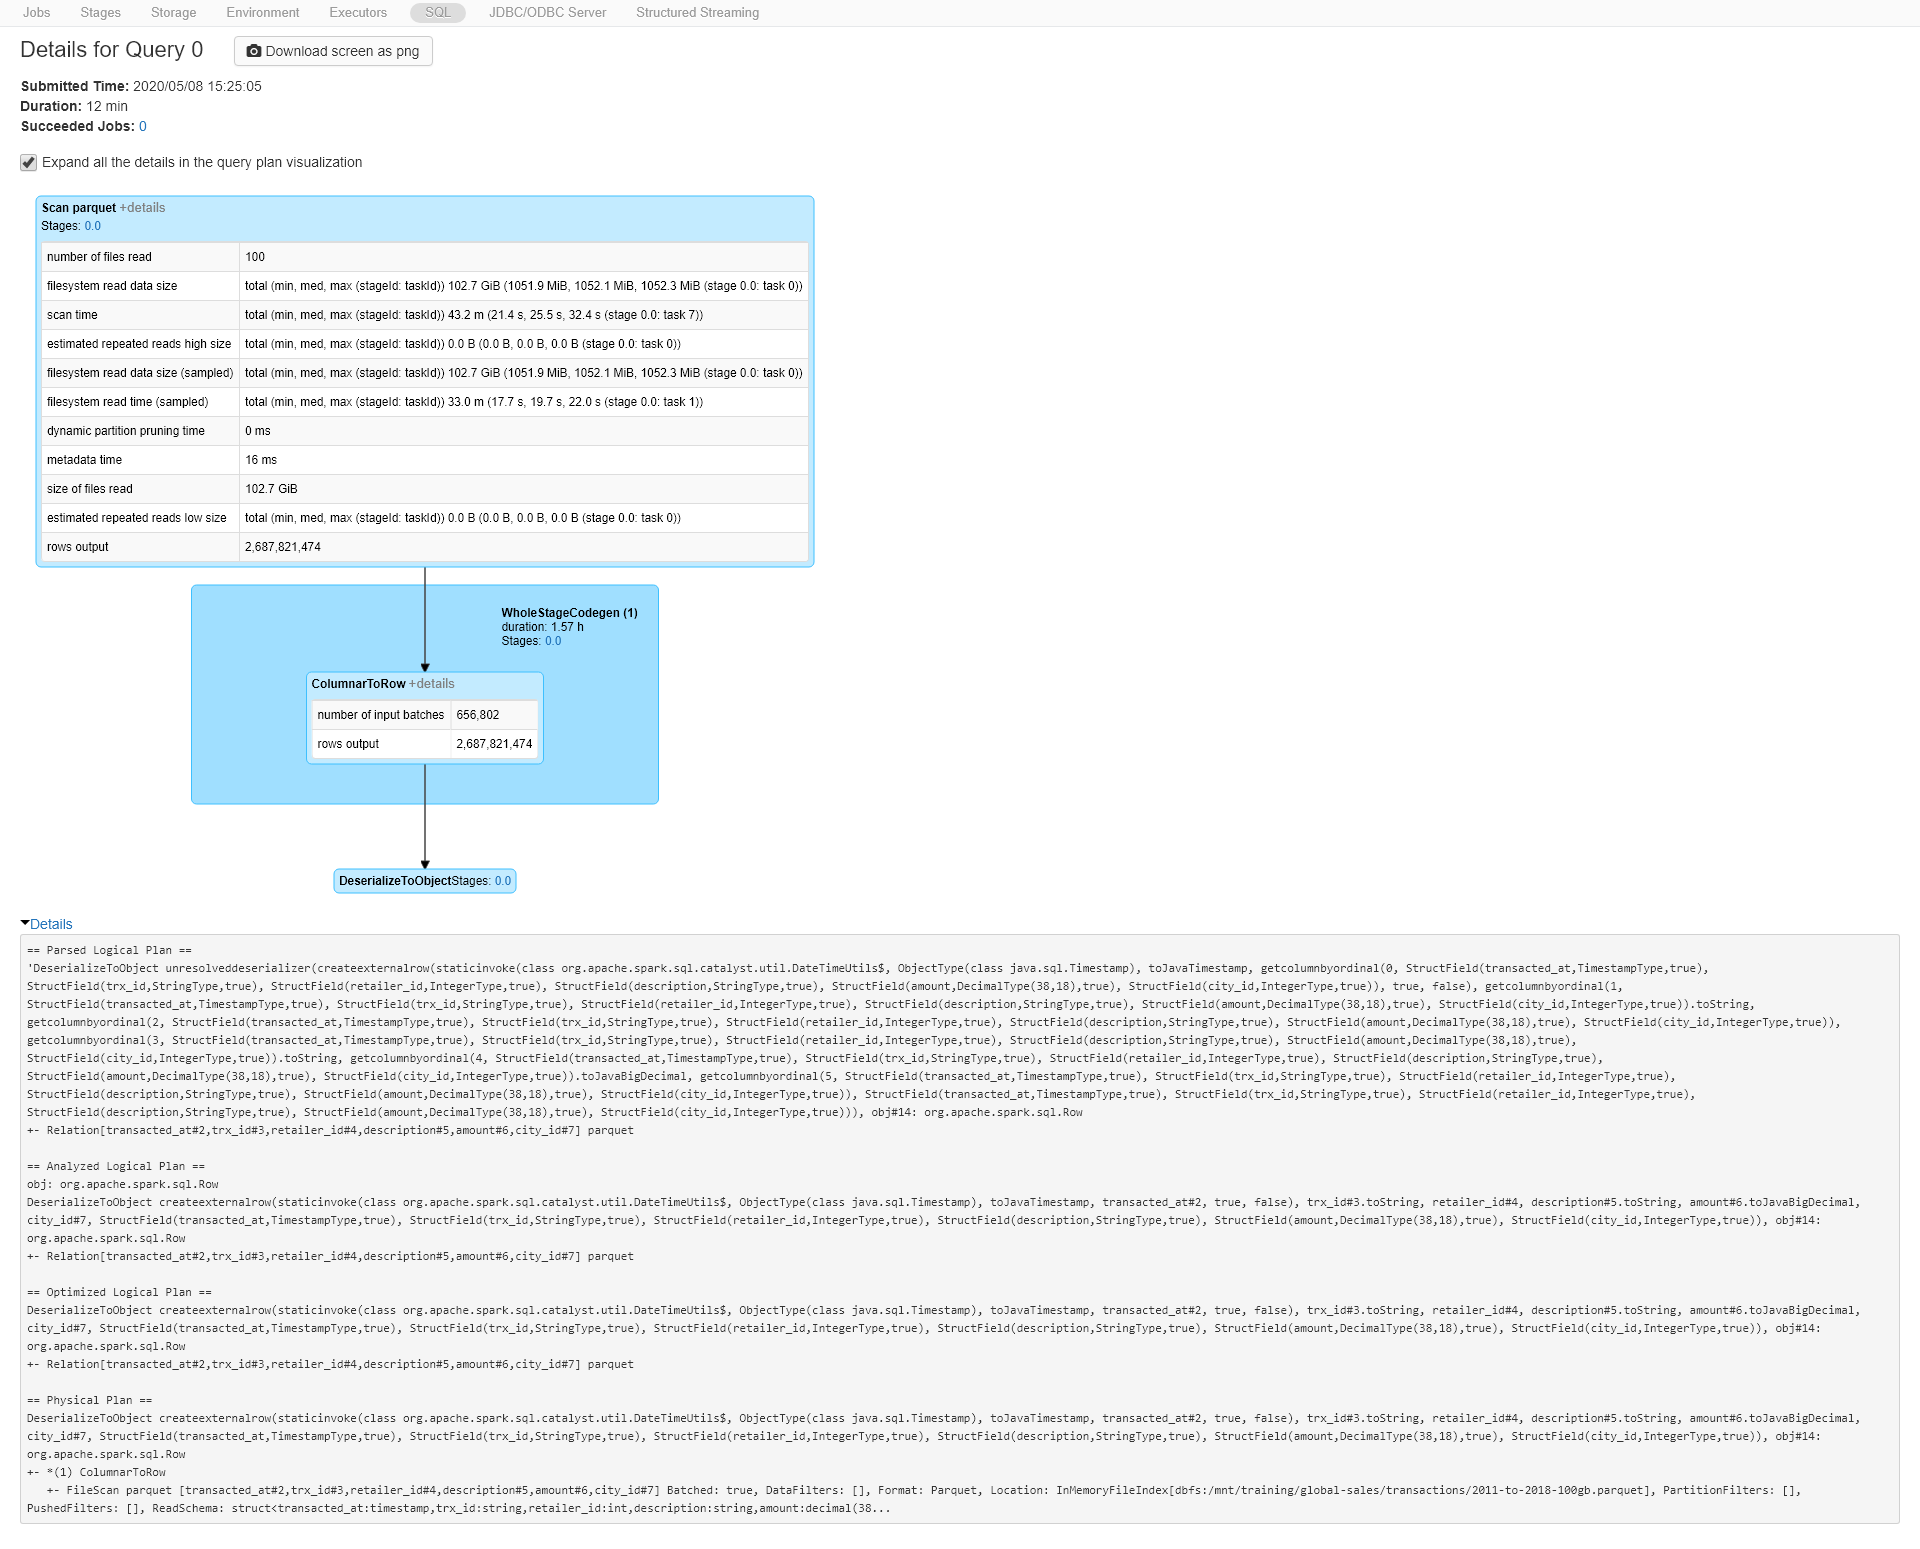 Jobs Stages Storage Environment Executors SQL JDBC/ODBC Server Structured Streaming
Details for Query 0 Download screen as png
Submitted Time: 2020/05/08 15:25:05
Duration: 12 min
Succeeded Jobs: 0
Expand all the details in the query plan visualization
Scan parquet +details
Stages: 0.0
number of files read 100
filesystem read data size total (min, med, max (stageId: taskId)) 102.7 GiB (1051.9 MiB, 1052.1 MiB, 1052.3 MiB (stage 0.0: task 0))
scan time total (min, med, max (stageId: taskId)) 43.2 m (21.4 s, 25.5 s, 32.4 s (stage 0.0: task 7))
estimated repeated reads high size total (min, med, max (stageId: taskId)) 0.0 B (0.0 B, 0.0 B, 0.0 B (stage 0.0: task 0))
filesystem read data size (sampled) total (min, med, max (stageId: taskId)) 102.7 GiB (1051.9 MiB, 1052.1 MiB, 1052.3 MiB (stage 0.0: task 0))
filesystem read time (sampled) total (min, med, max (stageId: taskId)) 33.0 m (17.7 s, 19.7 s, 22.0 s (stage 0.0: task 1))
dynamic partition pruning time 0 ms
metadata time 16 ms
size of files read 102.7 GiB
estimated repeated reads low size total (min, med, max (stageId: taskId)) 0.0 B (0.0 B, 0.0 B, 0.0 B (stage 0.0: task 0))
rows output 2,687,821,474
WholeStageCodegen (1)
duration: 1.57 h
Stages: 0.0
ColumnarToRow +details
number of input batches 656,802
rows output 2,687,821,474
DeserializeToObjectStages: 0.0
Details
== Parsed Logical Plan ==
'DeserializeToObject unresolveddeserializer(createexternalrow(staticinvoke(class org.apache.spark.sql.catalyst.util.DateTimeUtils$, ObjectType(class java.sql.Timestamp), toJavaTimestamp, getcolumnbyordinal(0, StructField(transacted_at,TimestampType,true),
StructField(trx_id,StringType,true), StructField(retailer_id,IntegerType,true), StructField(description,StringType,true), StructField(amount,DecimalType(38,18),true), StructField(city_id,IntegerType,true)), true, false), getcolumnbyordinal(1,
StructField(transacted_at,TimestampType,true), StructField(trx_id,StringType,true), StructField(retailer_id,IntegerType,true), StructField(description,StringType,true), StructField(amount,DecimalType(38,18),true), StructField(city_id,IntegerType,true)).toString,
getcolumnbyordinal(2, StructField(transacted_at,TimestampType,true), StructField(trx_id,StringType,true), StructField(retailer_id,IntegerType,true), StructField(description,StringType,true), StructField(amount,DecimalType(38,18),true), StructField(city_id,IntegerType,true)),
getcolumnbyordinal(3, StructField(transacted_at,TimestampType,true), StructField(trx_id,StringType,true), StructField(retailer_id,IntegerType,true), StructField(description,StringType,true), StructField(amount,DecimalType(38,18),true),
StructField(city_id,IntegerType,true)).toString, getcolumnbyordinal(4, StructField(transacted_at,TimestampType,true), StructField(trx_id,StringType,true), StructField(retailer_id,IntegerType,true), StructField(description,StringType,true),
StructField(amount,DecimalType(38,18),true), StructField(city_id,IntegerType,true)).toJavaBigDecimal, getcolumnbyordinal(5, StructField(transacted_at,TimestampType,true), StructField(trx_id,StringType,true), StructField(retailer_id,IntegerType,true),
StructField(description,StringType,true), StructField(amount,DecimalType(38,18),true), StructField(city_id,IntegerType,true)), StructField(transacted_at,TimestampType,true), StructField(trx_id,StringType,true), StructField(retailer_id,IntegerType,true),
StructField(description,StringType,true), StructField(amount,DecimalType(38,18),true), StructField(city_id,IntegerType,true))), obj#14: org.apache.spark.sql.Row
+- Relation[transacted_at#2,trx_id#3,retailer_id#4,description#5,amount#6,city_id#7] parquet
== Analyzed Logical Plan ==
obj: org.apache.spark.sql.Row
DeserializeToObject createexternalrow(staticinvoke(class org.apache.spark.sql.catalyst.util.DateTimeUtils$, ObjectType(class java.sql.Timestamp), toJavaTimestamp, transacted_at#2, true, false), trx_id#3.toString, retailer_id#4, description#5.toString, amount#6.toJavaBigDecimal,
city_id#7, StructField(transacted_at,TimestampType,true), StructField(trx_id,StringType,true), StructField(retailer_id,IntegerType,true), StructField(description,StringType,true), StructField(amount,DecimalType(38,18),true), StructField(city_id,IntegerType,true)), obj#14:
org.apache.spark.sql.Row
+- Relation[transacted_at#2,trx_id#3,retailer_id#4,description#5,amount#6,city_id#7] parquet
== Optimized Logical Plan ==
DeserializeToObject createexternalrow(staticinvoke(class org.apache.spark.sql.catalyst.util.DateTimeUtils$, ObjectType(class java.sql.Timestamp), toJavaTimestamp, transacted_at#2, true, false), trx_id#3.toString, retailer_id#4, description#5.toString, amount#6.toJavaBigDecimal,
city_id#7, StructField(transacted_at,TimestampType,true), StructField(trx_id,StringType,true), StructField(retailer_id,IntegerType,true), StructField(description,StringType,true), StructField(amount,DecimalType(38,18),true), StructField(city_id,IntegerType,true)), obj#14:
org.apache.spark.sql.Row
+- Relation[transacted_at#2,trx_id#3,retailer_id#4,description#5,amount#6,city_id#7] parquet
== Physical Plan ==
DeserializeToObject createexternalrow(staticinvoke(class org.apache.spark.sql.catalyst.util.DateTimeUtils$, ObjectType(class java.sql.Timestamp), toJavaTimestamp, transacted_at#2, true, false), trx_id#3.toString, retailer_id#4, description#5.toString, amount#6.toJavaBigDecimal,
city_id#7, StructField(transacted_at,TimestampType,true), StructField(trx_id,StringType,true), StructField(retailer_id,IntegerType,true), StructField(description,StringType,true), StructField(amount,DecimalType(38,18),true), StructField(city_id,IntegerType,true)), obj#14:
org.apache.spark.sql.Row
+- *(1) ColumnarToRow
+- FileScan parquet [transacted_at#2,trx_id#3,retailer_id#4,description#5,amount#6,city_id#7] Batched: true, DataFilters: [], Format: Parquet, Location: InMemoryFileIndex[dbfs:/mnt/training/global-sales/transactions/2011-to-2018-100gb.parquet], PartitionFilters: [],
PushedFilters: [], ReadSchema: struct<transacted_at:timestamp,trx_id:string,retailer_id:int,description:string,amount:decimal(38...